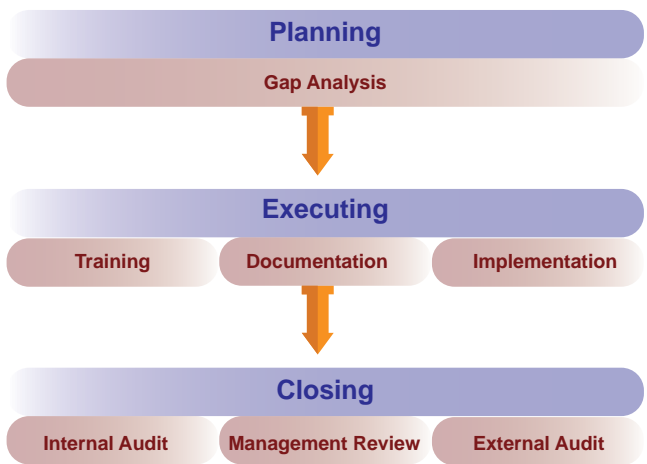 Planning
Gap Analysis
Executing
Training
Documentation
Implementation
Closing
Internal Audit
Management Review
External Audit